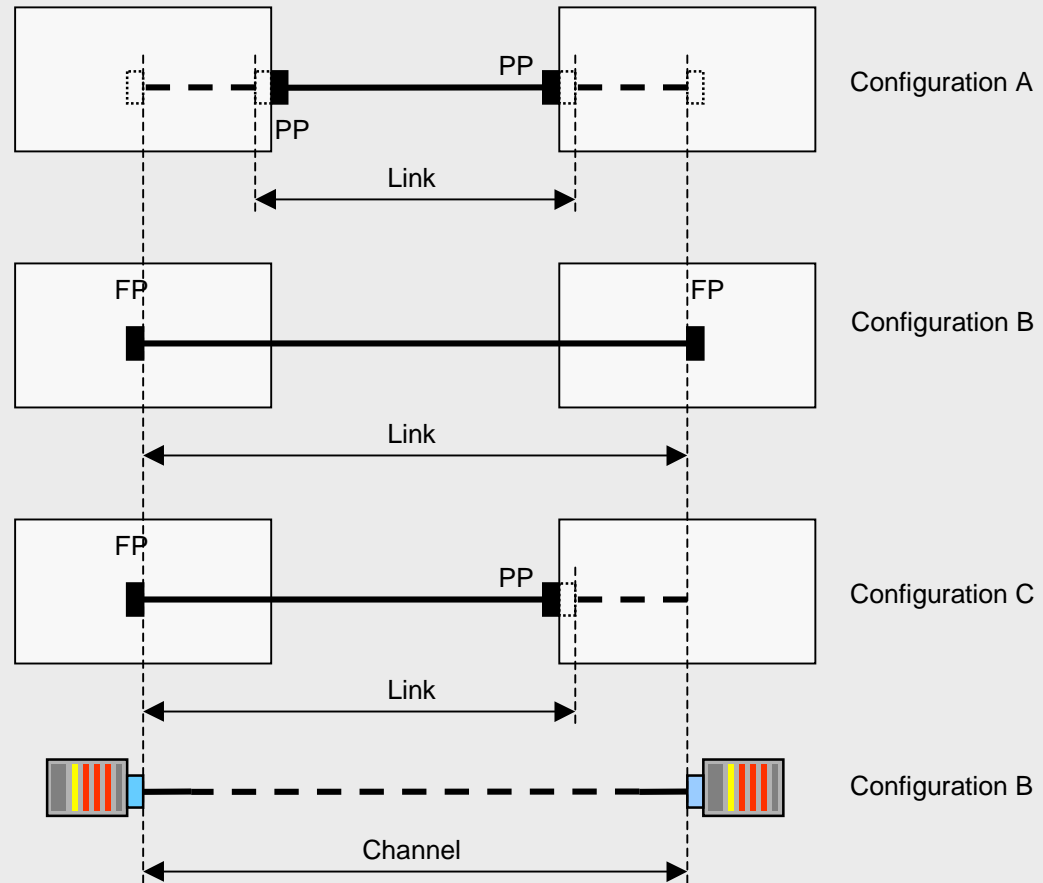 PP
Configuration A
PP
Link
FP
FP
Configuration B
Link
FP
PP
Configuration C
Link
Configuration B
Channel